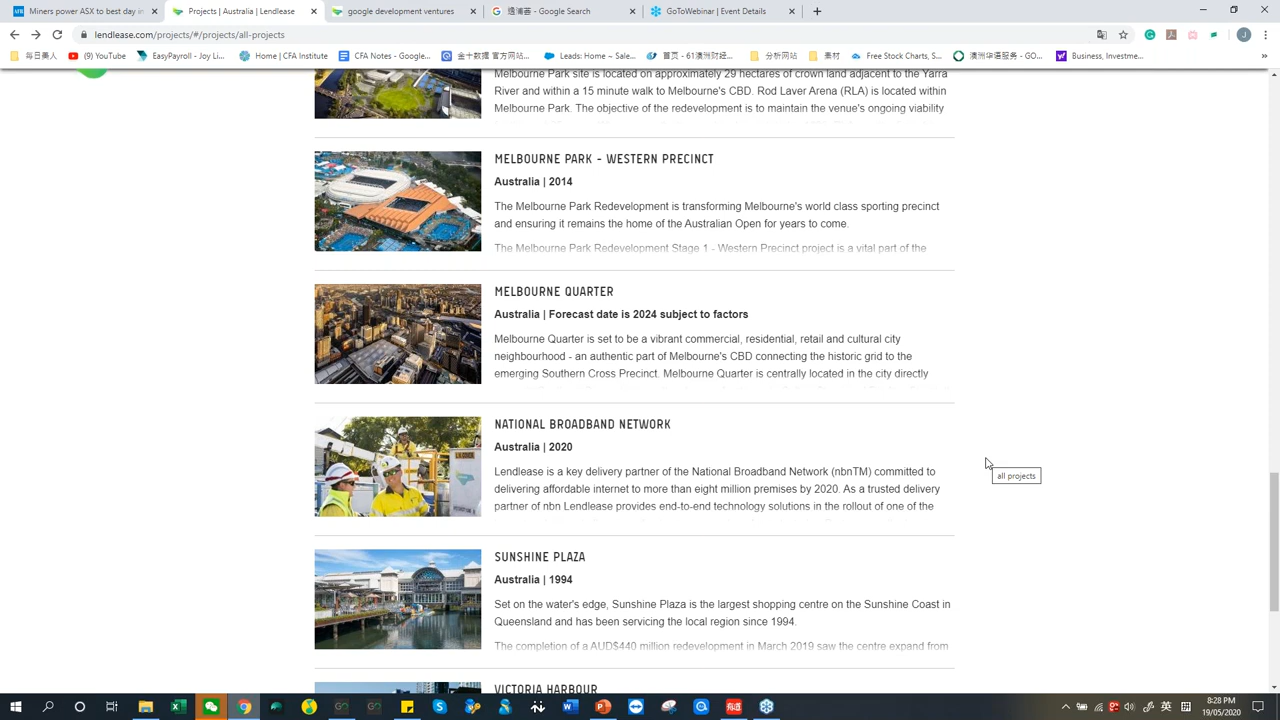 Miners power ASX to best day in
Projects | Australia | Lendlease
google development ventures
通诵荟 - Google Search
GoToWebinar | Event Details
lendlease.com/projects/#/projects/all-projects
每日美人
(9) YouTube
EasyPayroll - Joy Li...
Home | CFA Institute
CFA Notes - Google...
金十数据 官方网站...
Leads: Home ~ Sale...
首页 - 61澳洲财经...
分析网站
素材
Free Stock Charts, S...
澳洲华语服务 - GO...
Business, Investme...
Melbourne Park site is located on approximately 29 hectares of crown land adjacent to the Yarra
River and within a 15 minute walk to Melbourne's CBD. Rod Laver Arena (RLA) is located within
Melbourne Park. The objective of the redevelopment is to maintain the venue's ongoing viability
MELBOURNE PARK - WESTERN PRECINCT
Australia | 2014
The Melbourne Park Redevelopment is transforming Melbourne's world class sporting precinct
and ensuring it remains the home of the Australian Open for years to come.
The Melbourne Park Redevelopment Stage 1 - Western Precinct project is a vital part of the
MELBOURNE QUARTER
Australia | Forecast date is 2024 subject to factors
Melbourne Quarter is set to be a vibrant commercial, residential, retail and cultural city
neighbourhood - an authentic part of Melbourne's CBD connecting the historic grid to the
emerging Southern Cross Precinct. Melbourne Quarter is centrally located in the city directly
NATIONAL BROADBAND NETWORK
Australia | 2020
Lendlease is a key delivery partner of the National Broadband Network (nbnTM) committed to
delivering affordable internet to more than eight million premises by 2020. As a trusted delivery
partner of nbn Lendlease provides end-to-end technology solutions in the rollout of one of the
all projects
SUNSHINE PLAZA
Australia | 1994
Set on the water's edge, Sunshine Plaza is the largest shopping centre on the Sunshine Coast in
Queensland and has been servicing the local region since 1994.
The completion of a AUD$440 million redevelopment in March 2019 saw the centre expand from
VICTORIA HARBOUR
英
8:28 PM
19/05/2020